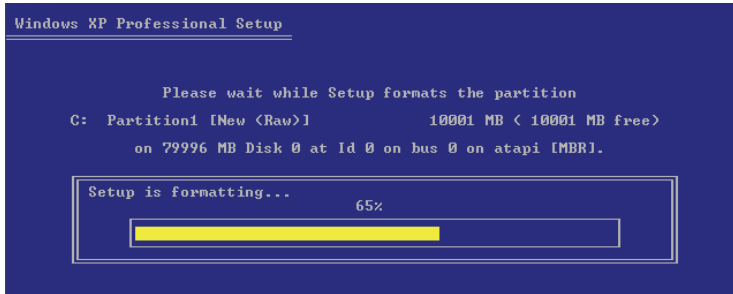 Windows XP Professional Setup
Please wait while Setup formats the partition
C: Partition1 [New (Raw)] 10001 MB ( 10001 MB free)
on 79996 MB Disk 0 at Id 0 on bus 0 on atapi [MBR].
Setup is formatting...
65%